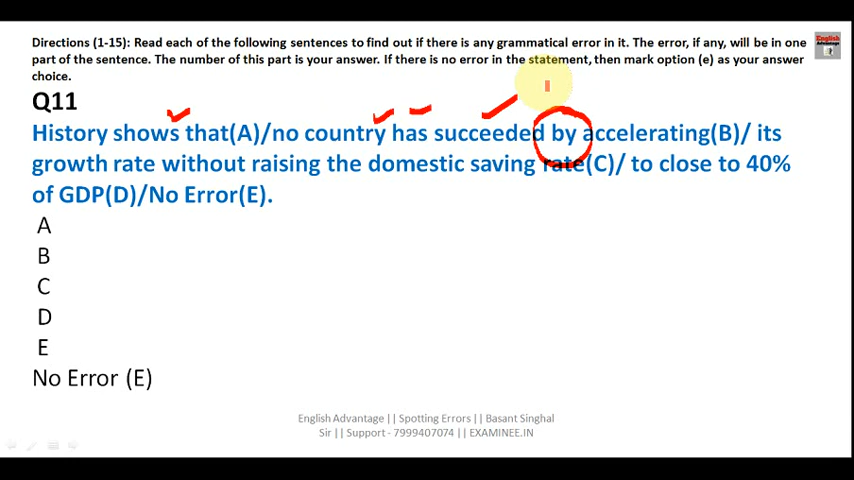 Directions (1-15): Read each of the following sentences to find out if there is any grammatical error in it. The error, if any, will be in one
part of the sentence. The number of this part is your answer. If there is no error in the statement, then mark option (e) as your answer
choice.
English
Advantage
Q11
History shows that(A)/no country has succeeded by accelerating(B)/ its
growth rate without raising the domestic saving rate(C)/ to close to 40%
of GDP(D)/No Error(E).
A
B
C
D
E
No Error (E)
English Advantage || Spotting Errors || Basant Singhal
Sir || Support - 7999407074 || EXAMINEE.IN